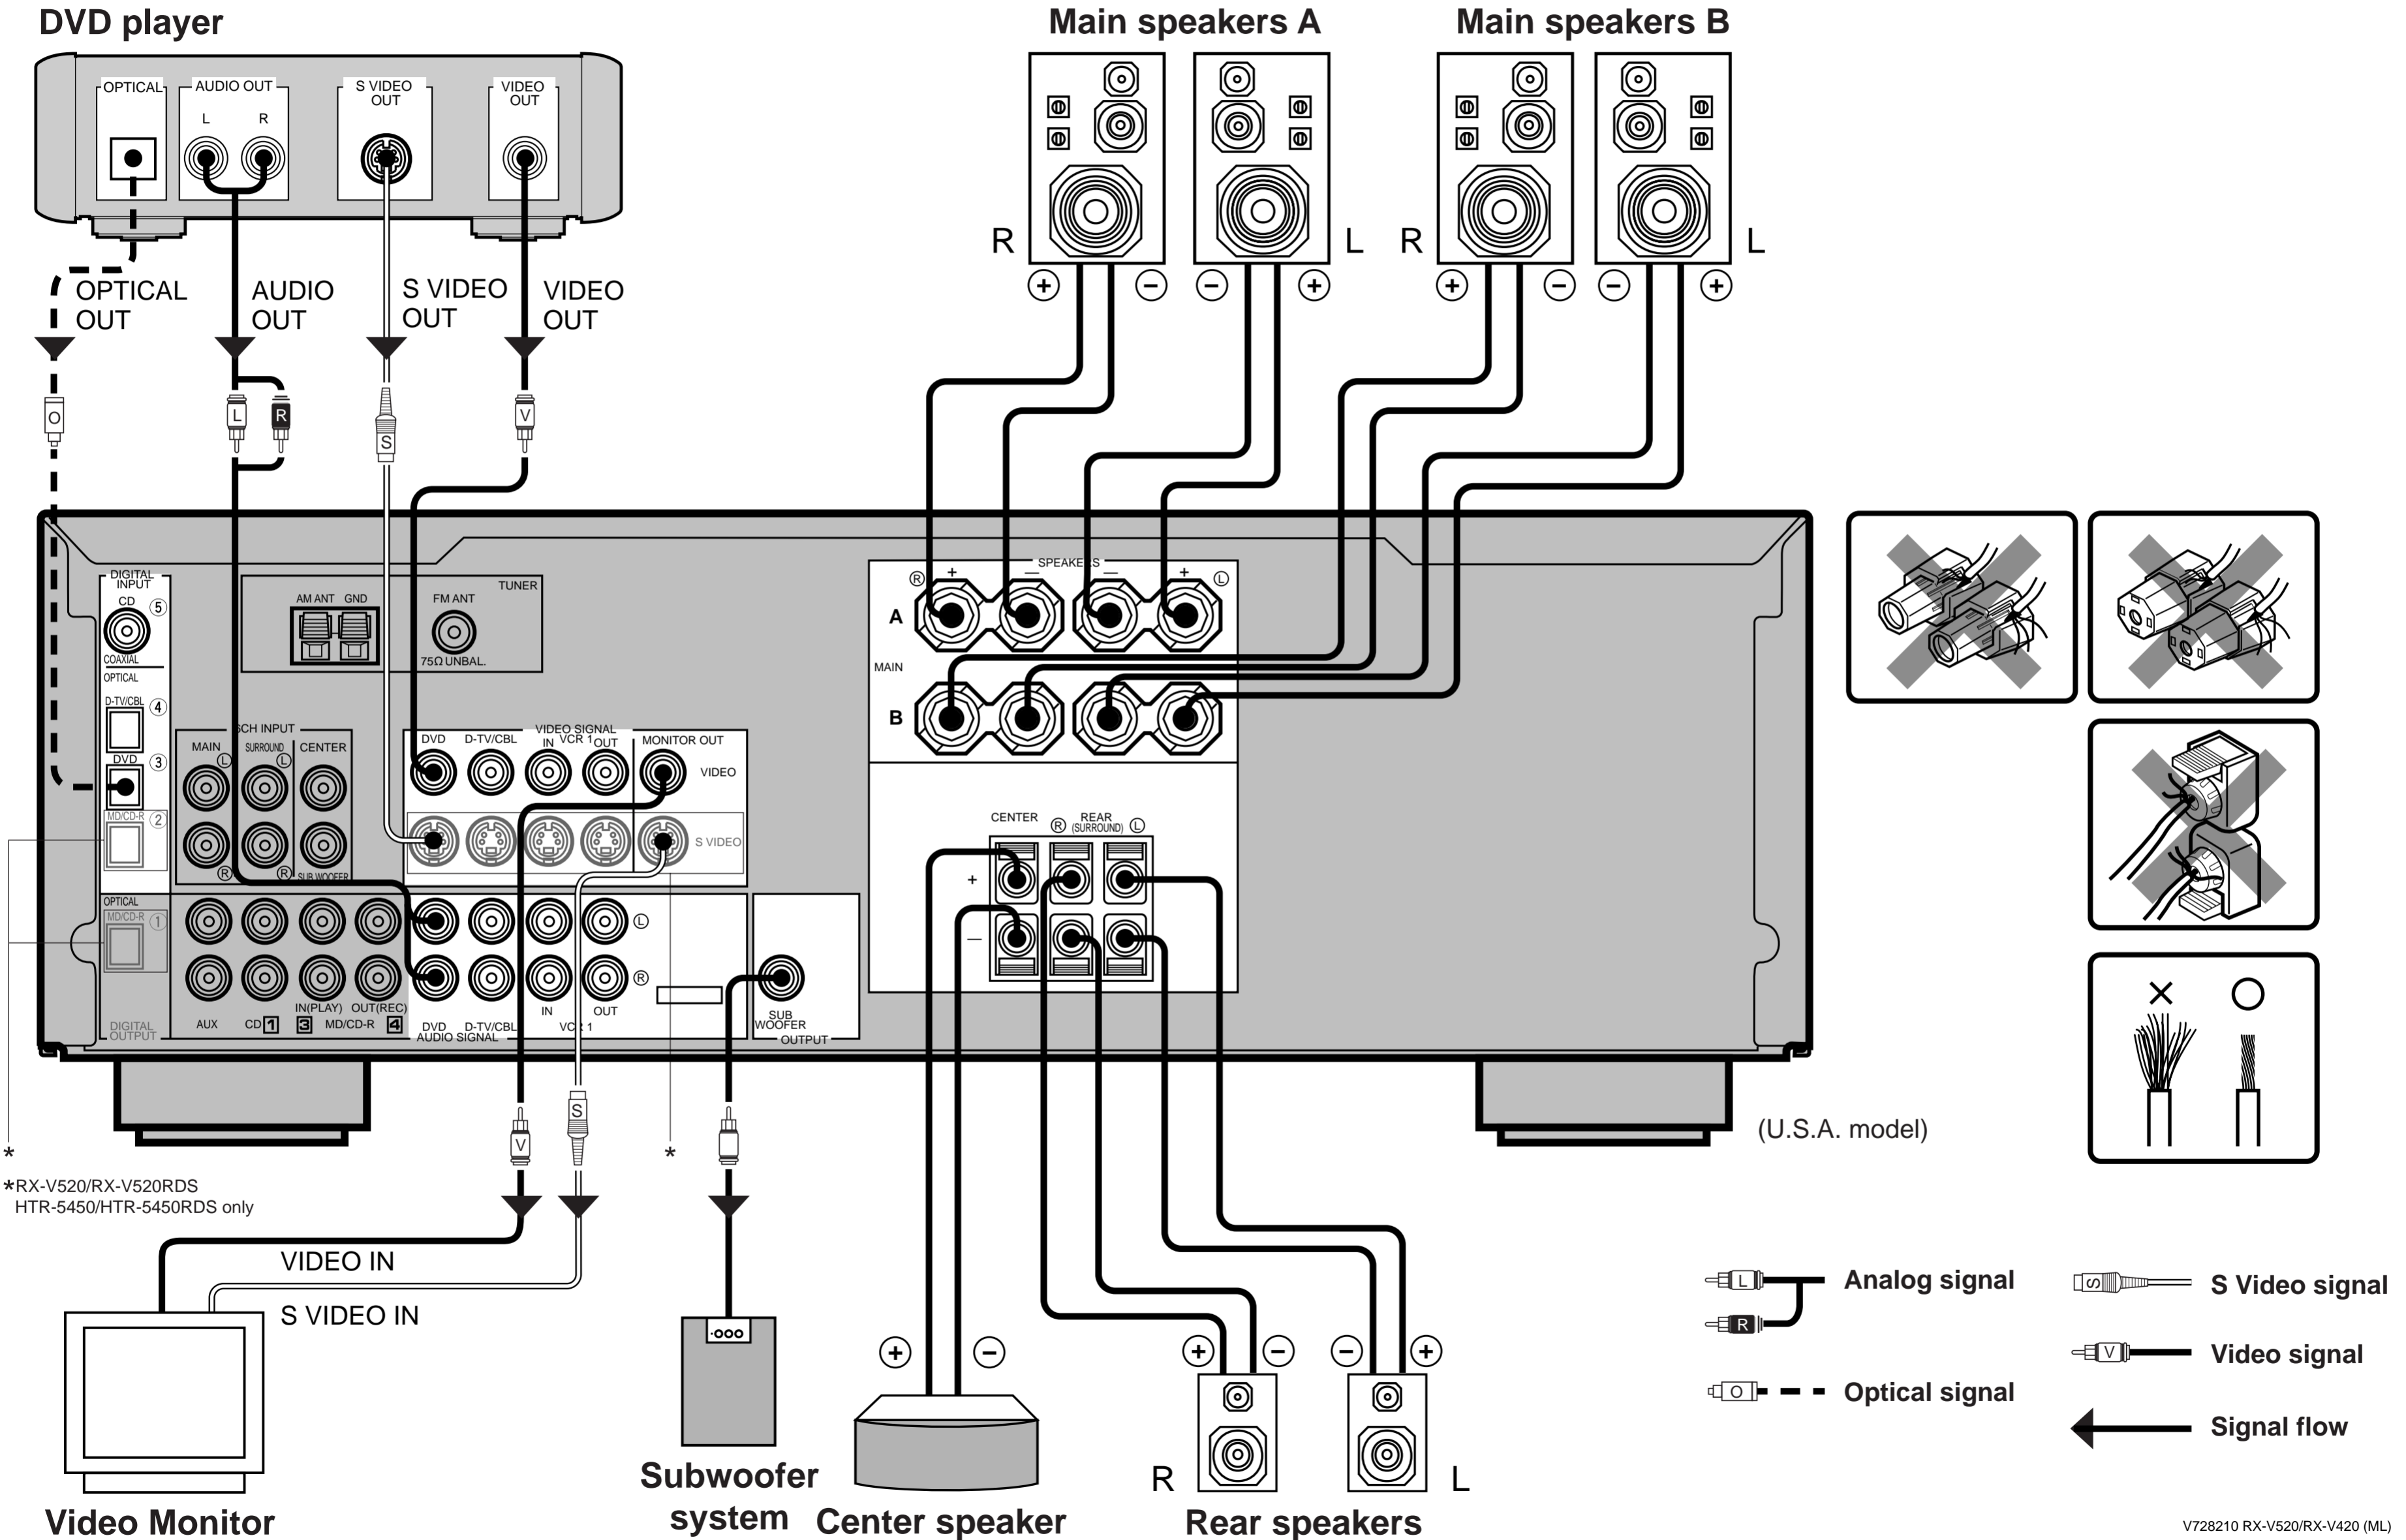 DVD player
Main speakers A
Main speakers B
OPTICAL
AUDIO OUT
L R
S VIDEO
OUT
VIDEO
OUT
R
L
R
L
+ − − +
+ − − +
OPTICAL
OUT
AUDIO
OUT
S VIDEO
OUT
VIDEO
OUT
O
L
R
S
V
DIGITAL
INPUT
CD
⑤
COAXIAL
OPTICAL
D-TV/CBL
④
DVD
③
MD/CD-R
②
OPTICAL
MD/CD-R
①
DIGITAL
OUTPUT
TUNER
AM ANT GND
FM ANT
75Ω UNBAL.
6CH INPUT
MAIN
SURROUND
CENTER
Ⓛ
Ⓛ
Ⓡ
Ⓡ
SUB WOOFER
VIDEO SIGNAL
DVD
D-TV/CBL
IN VCR 1 OUT
MONITOR OUT
VIDEO
S VIDEO
Ⓛ
Ⓡ
IN(PLAY) OUT(REC)
AUX
CD 1
3 MD/CD-R 4
IN
OUT
DVD
D-TV/CBL
VCR 1
AUDIO SIGNAL
SUB
WOOFER
OUTPUT
SPEAKERS
Ⓡ + − − + Ⓛ
A
MAIN
B
CENTER
Ⓡ REAR Ⓛ
(SURROUND)
+
−
× ○
(U.S.A. model)
*
*
*RX-V520/RX-V520RDS
HTR-5450/HTR-5450RDS only
V
S
VIDEO IN
S VIDEO IN
+ −
+ − − +
R
L
Video Monitor
Subwoofer
system
Center speaker
Rear speakers
L
R
Analog signal
S
S Video signal
V
Video signal
O
Optical signal
Signal flow
V728210 RX-V520/RX-V420 (ML)